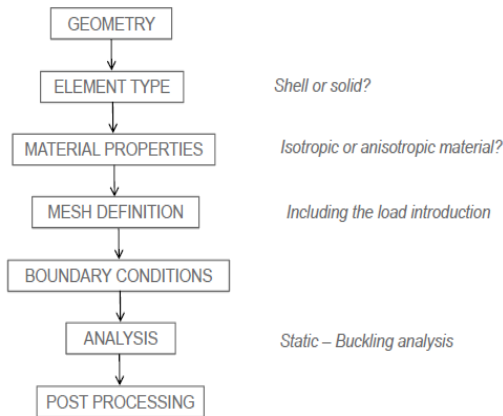 GEOMETRY
ELEMENT TYPE
Shell or solid?
MATERIAL PROPERTIES
Isotropic or anisotropic material?
MESH DEFINITION
Including the load introduction
BOUNDARY CONDITIONS
ANALYSIS
Static – Buckling analysis
POST PROCESSING